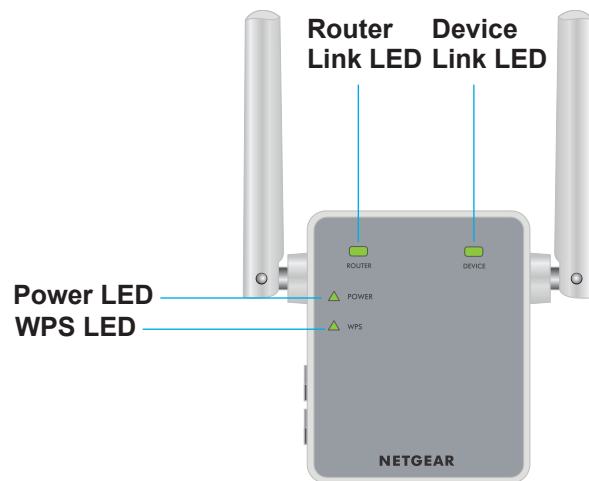 Router Device
Link LED Link LED
ROUTER DEVICE
Power LED POWER
WPS LED WPS
NETGEAR